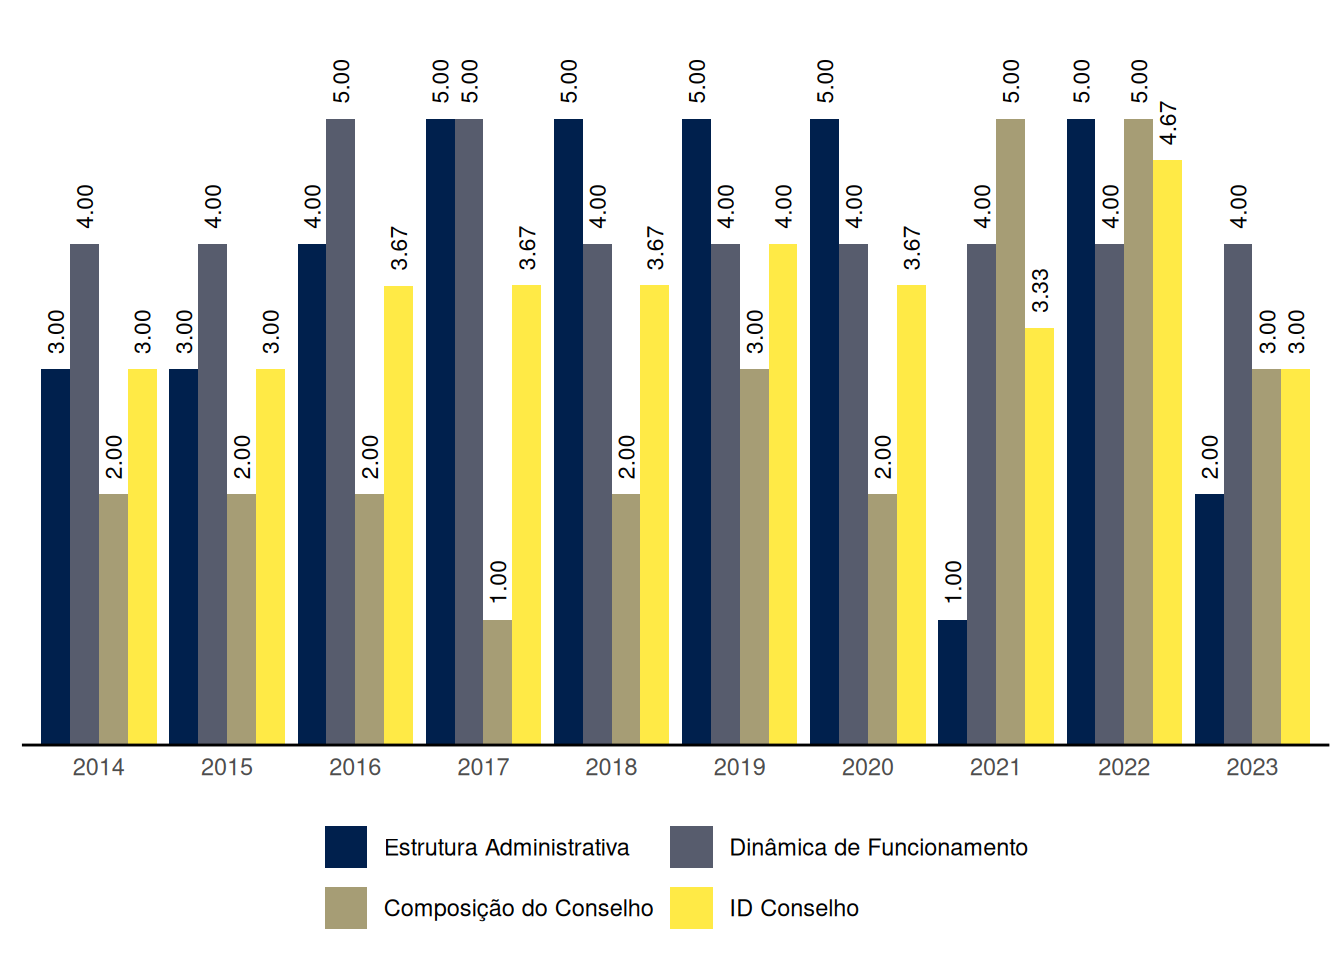 3.00 4.00 2.00 3.00
3.00 4.00 2.00 3.00
4.00 5.00 2.00 3.67
5.00 5.00 1.00 3.67
5.00 4.00 2.00 3.67
5.00 4.00 3.00 4.00
5.00 4.00 2.00 3.67
1.00 4.00 5.00 3.33
5.00 4.00 5.00 4.67
2.00 4.00 3.00 3.00
2014 2015 2016 2017 2018 2019 2020 2021 2022 2023
Estrutura Administrativa Dinâmica de Funcionamento
Composição do Conselho ID Conselho